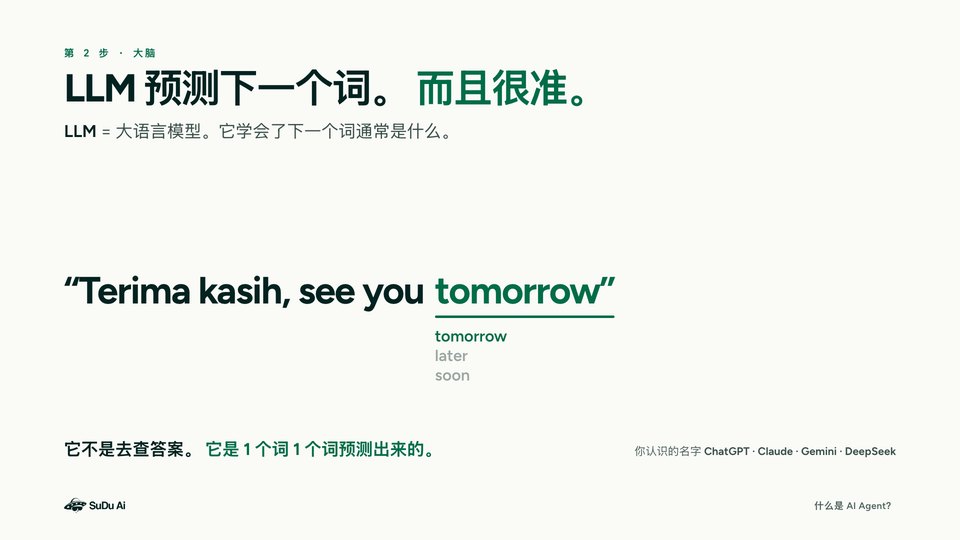 第 2 步 · 大脑
LLM 预测下一个词。 而且很准。
LLM = 大语言模型。它学会了下一个词通常是什么。
“Terima kasih, see you tomorrow”
tomorrow
later
soon
它不是去查答案。 它是 1 个词 1 个词预测出来的。
你认识的名字 ChatGPT · Claude · Gemini · DeepSeek
SuDu Ai
什么是 AI Agent?